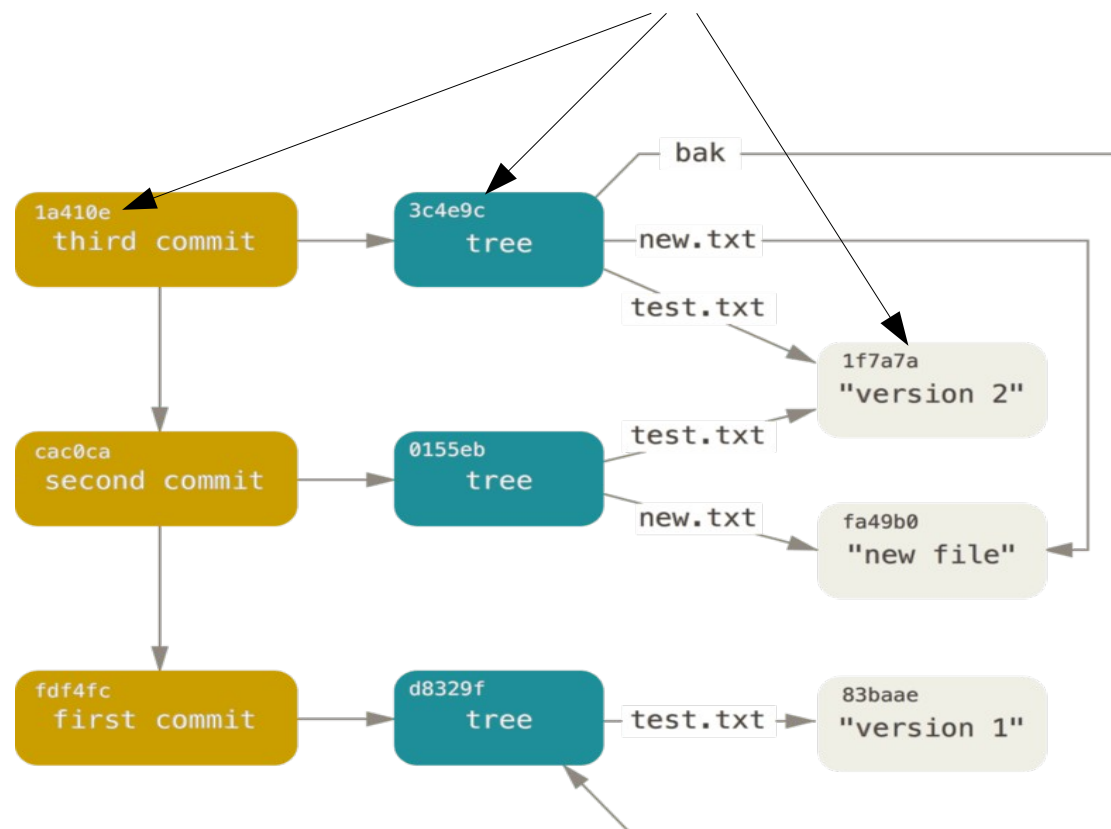 bak
1a410e
third commit
3c4e9c
tree
new.txt
test.txt
1f7a7a
"version 2"
cac0ca
second commit
0155eb
tree
test.txt
new.txt
fa49b0
"new file"
fdf4fc
first commit
d8329f
tree
test.txt
83baae
"version 1"